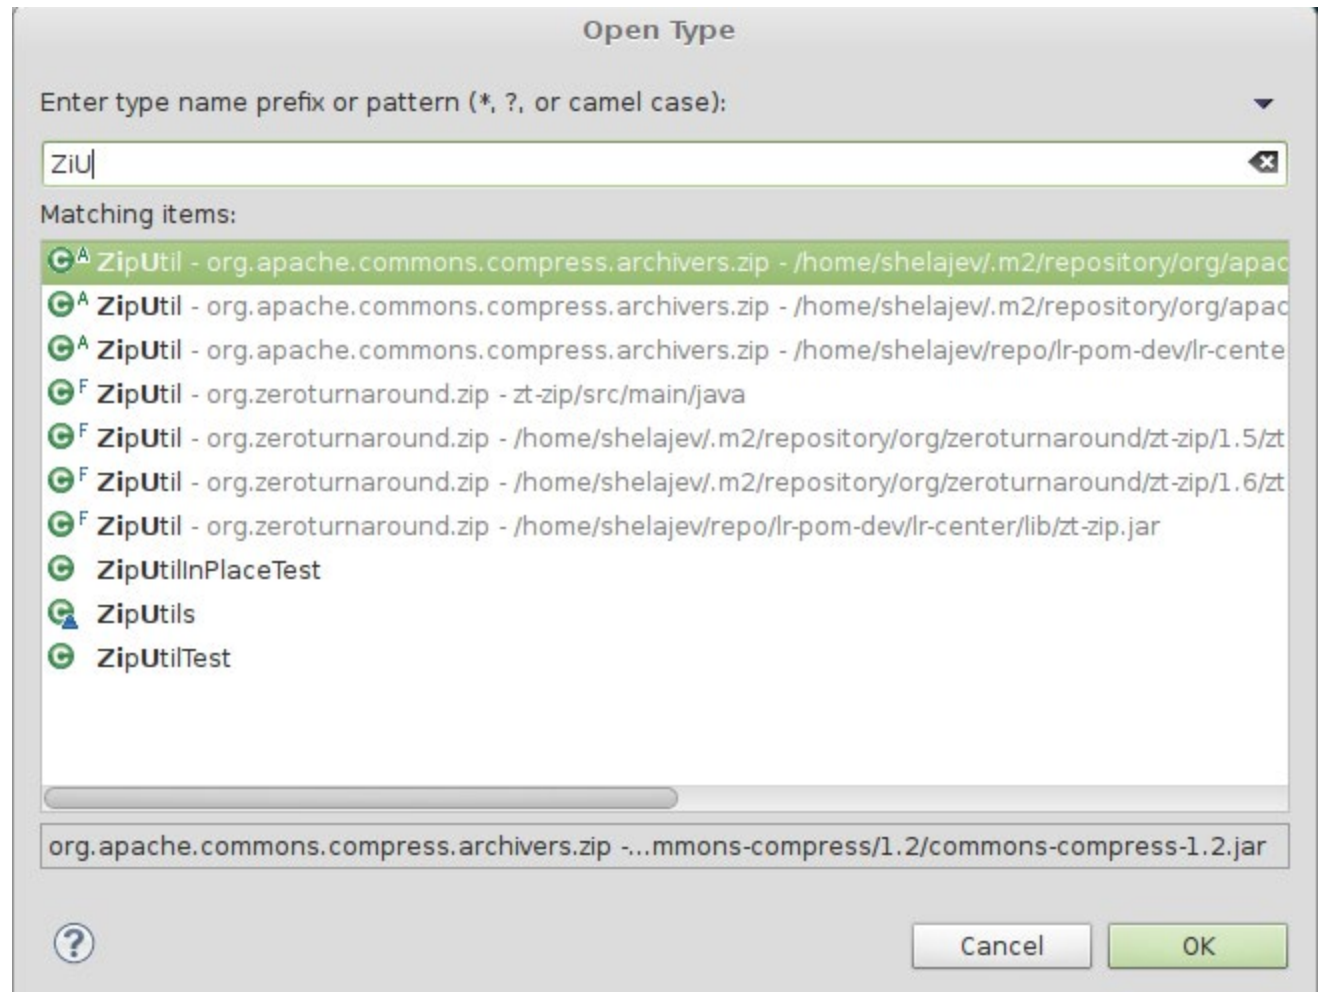 Open Type
Enter type name prefix or pattern (*, ?, or camel case):
ZiU
Matching items:
C A ZipUtil - org.apache.commons.compress.archivers.zip - /home/shelajev/.m2/repository/org/apac
C A ZipUtil - org.apache.commons.compress.archivers.zip - /home/shelajev/.m2/repository/org/apac
C A ZipUtil - org.apache.commons.compress.archivers.zip - /home/shelajev/repo/lr-pom-dev/lr-cente
C F ZipUtil - org.zeroturnaround.zip - zt-zip/src/main/java
C F ZipUtil - org.zeroturnaround.zip - /home/shelajev/.m2/repository/org/zeroturnaround/zt-zip/1.5/zt
C F ZipUtil - org.zeroturnaround.zip - /home/shelajev/.m2/repository/org/zeroturnaround/zt-zip/1.6/zt
C F ZipUtil - org.zeroturnaround.zip - /home/shelajev/repo/lr-pom-dev/lr-center/lib/zt-zip.jar
C ZipUtilInPlaceTest
C ZipUtils
C ZipUtilTest
org.apache.commons.compress.archivers.zip -...mmons-compress/1.2/commons-compress-1.2.jar
? Cancel OK